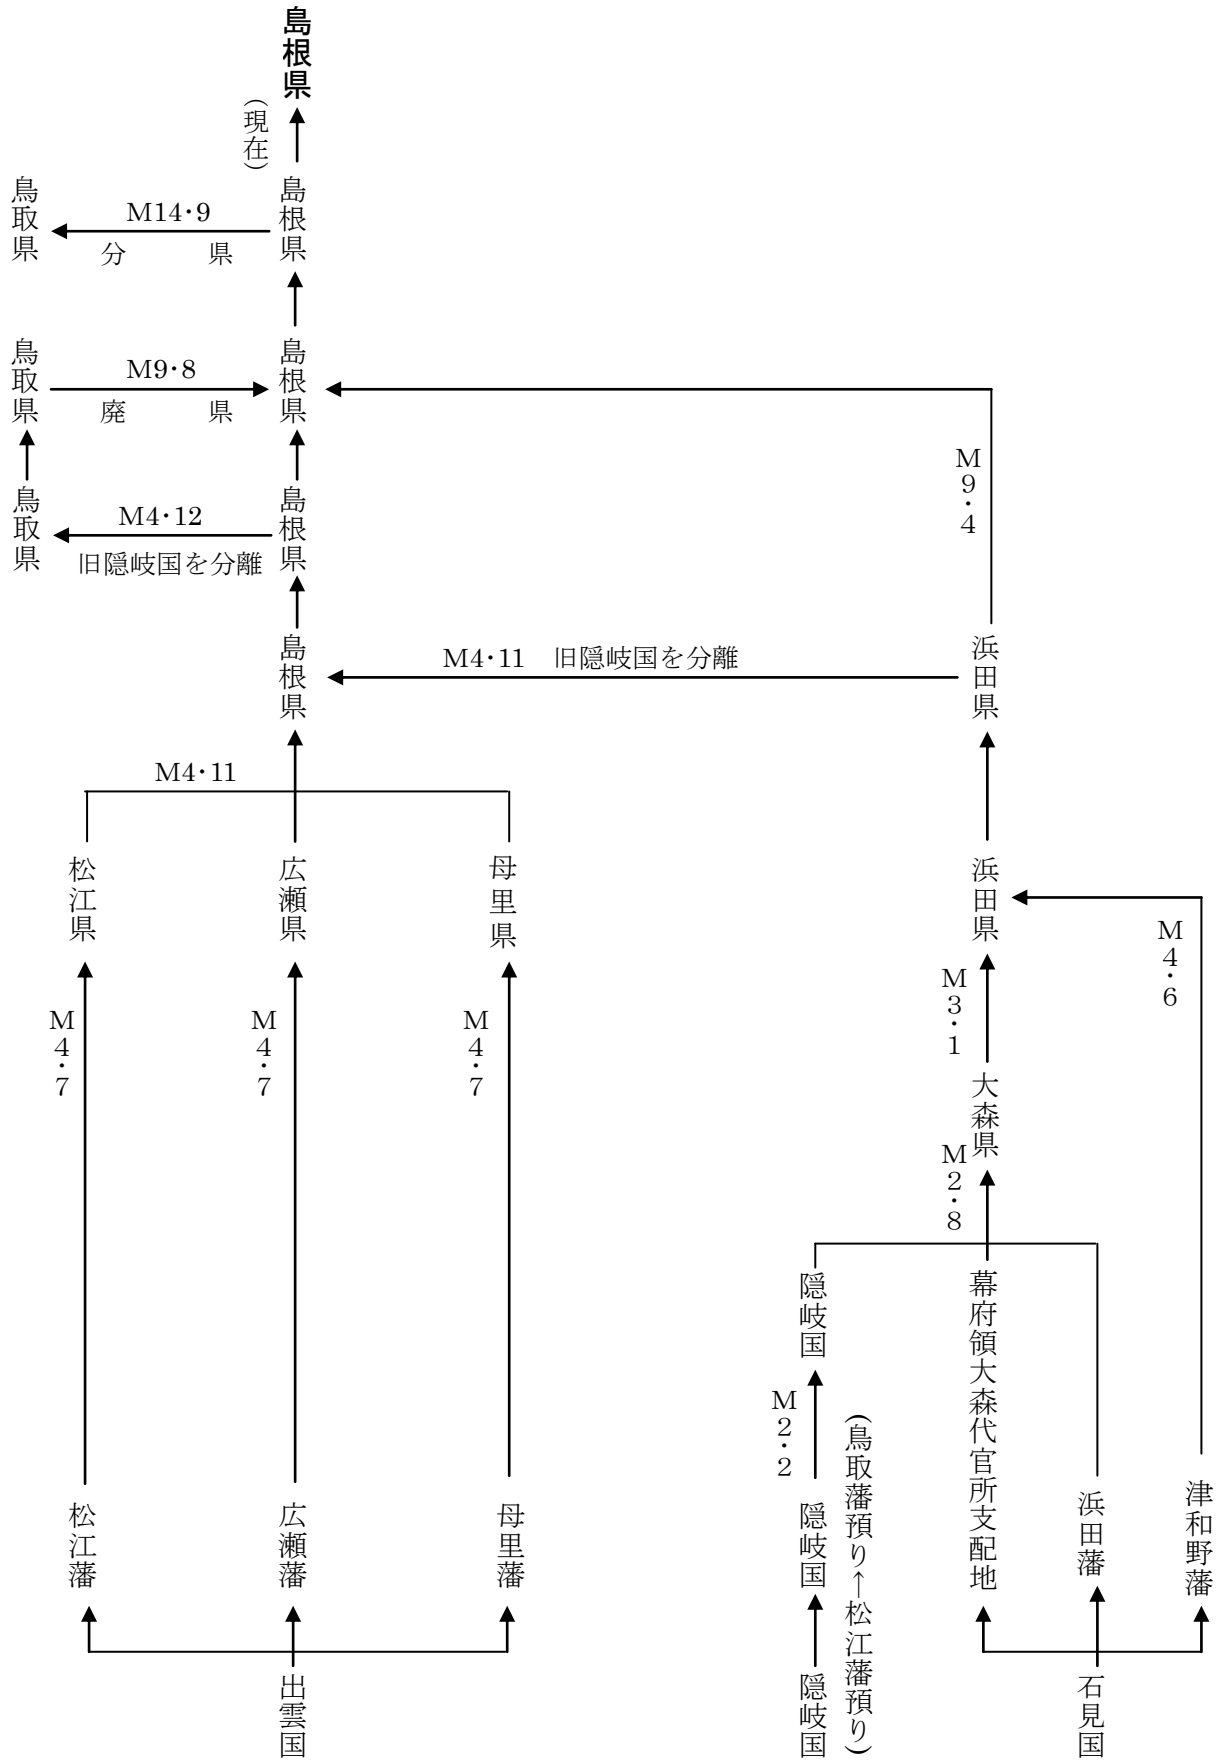 島根県
(現在)
鳥取県
M14・9
分　県
島根県
鳥取県
M9・8
廃　県
島根県
M9・4
鳥取県
M4・12
旧隠岐国を分離
島根県
島根県
M4・11　旧隠岐国を分離
浜田県
M4・11
松江県
広瀬県
母里県
浜田県
M4・6
M4・7
M4・7
M4・7
M3・1
大森県
M2・8
隠岐国
幕府領大森代官所支配地
M2・2
(鳥取藩預り←松江藩預り)
松江藩
広瀬藩
母里藩
隠岐国
浜田藩
津和野藩
出雲国
隠岐国
石見国